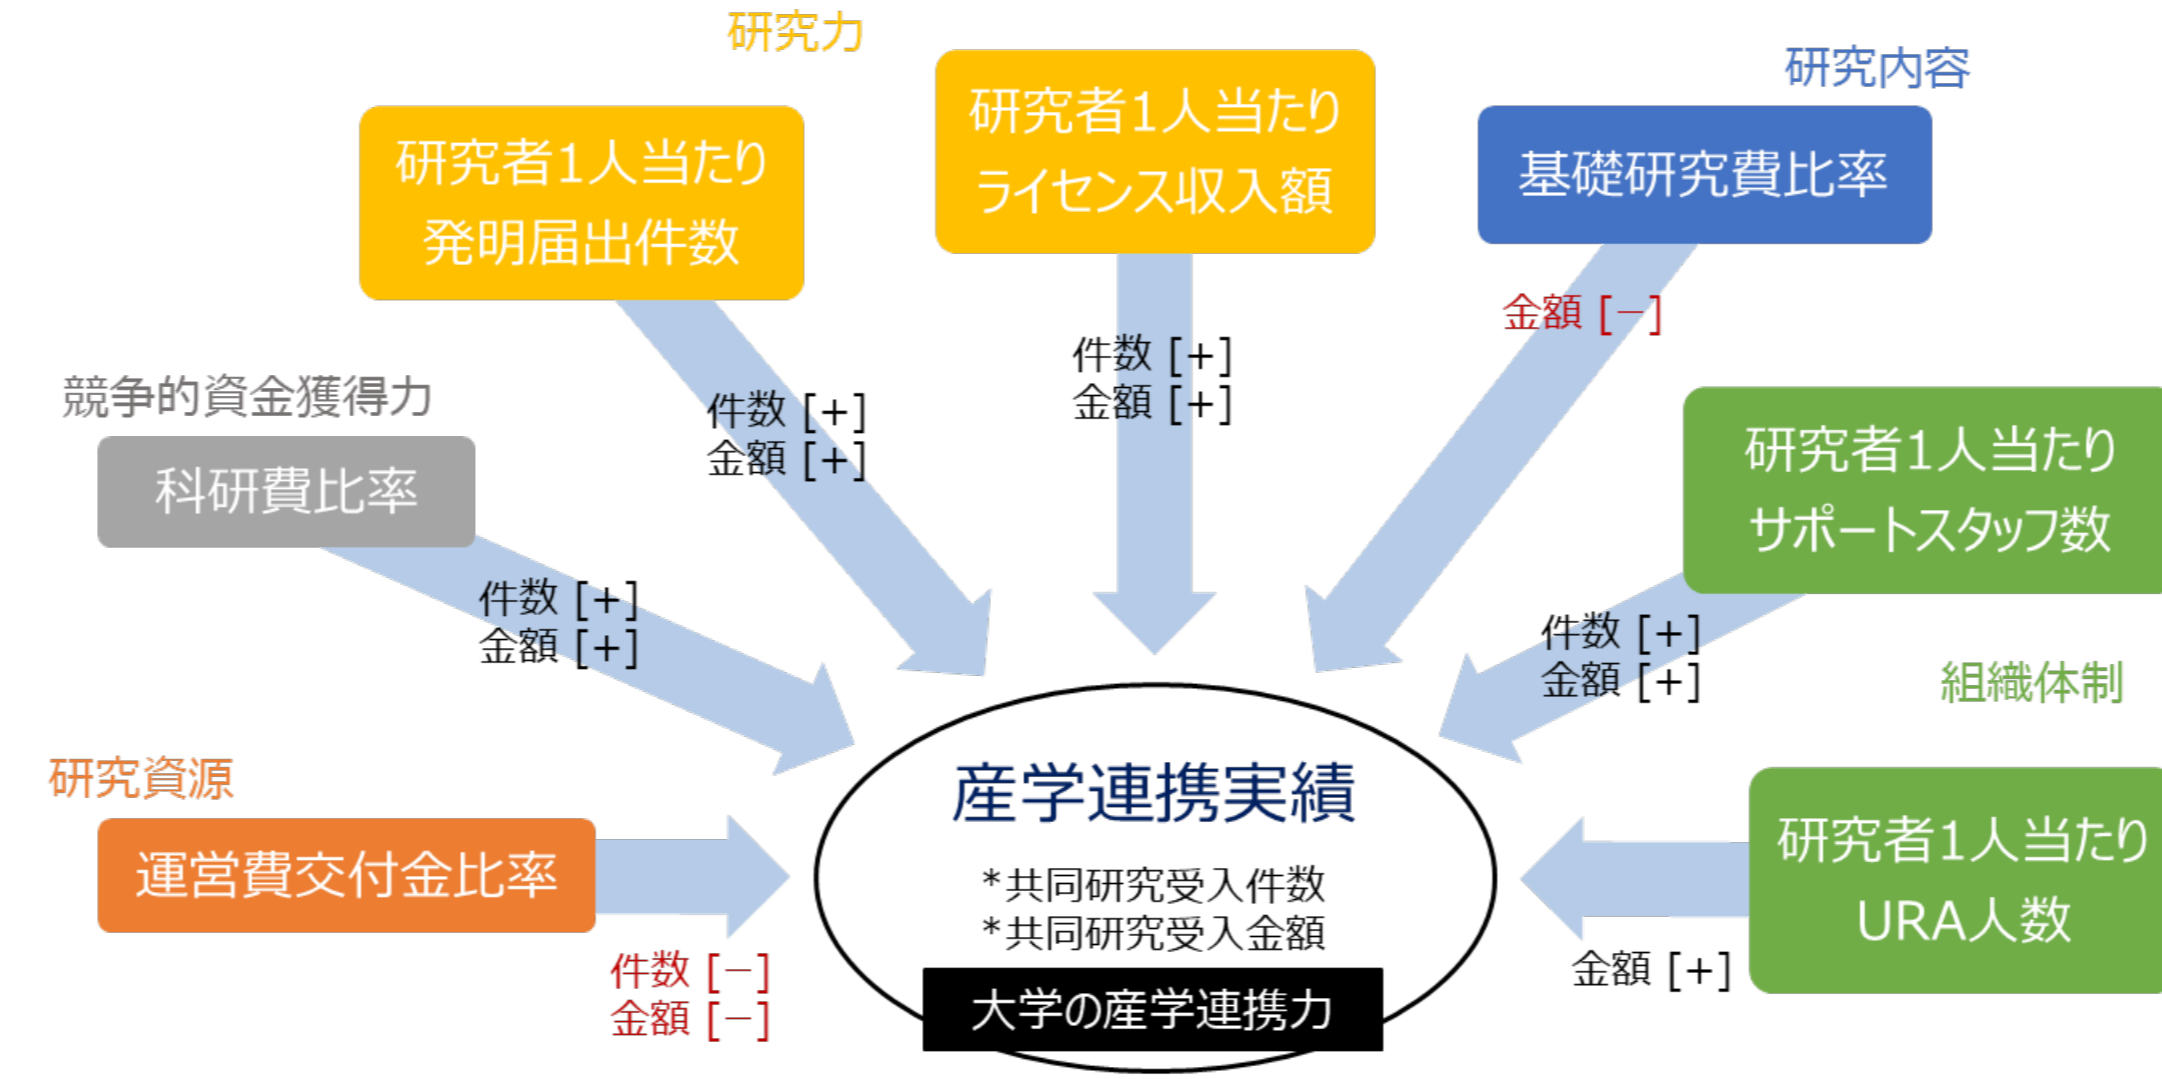 研究力
研究者1人当たり
発明届出件数
件数 [+]
金額 [+]
研究者1人当たり
ライセンス収入額
件数 [+]
金額 [+]
研究内容
基礎研究費比率
金額 [－]
競争的資金獲得力
科研費比率
件数 [+]
金額 [+]
研究者1人当たり
サポートスタッフ数
件数 [+]
金額 [+]
組織体制
研究資源
運営費交付金比率
件数 [－]
金額 [－]
産学連携実績
*共同研究受入件数
*共同研究受入金額
大学の産学連携力
研究者1人当たり
URA人数
金額 [+]